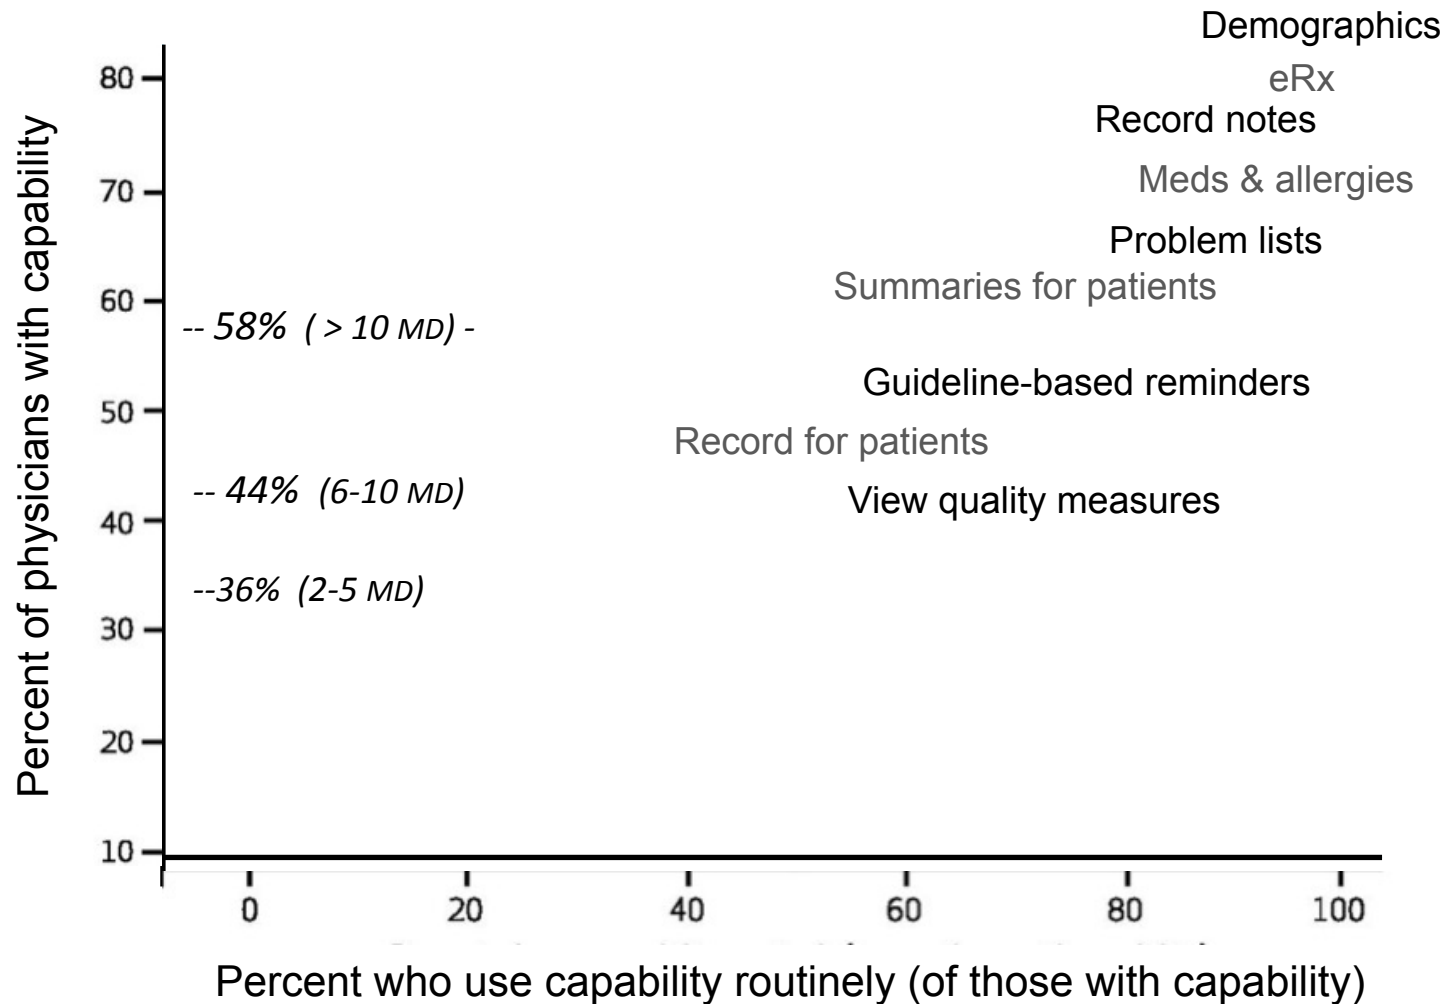 Demographics
80
eRx
Record notes
70
Meds & allergies
Problem lists
Summaries for patients
60
-- 58% ( > 10 MD) -
Guideline-based reminders
50
Record for patients
-- 44% (6-10 MD)
View quality measures
40
--36% (2-5 MD)
30
20
10
0 20 40 60 80 100
Percent who use capability routinely (of those with capability)
Percent of physicians with capability